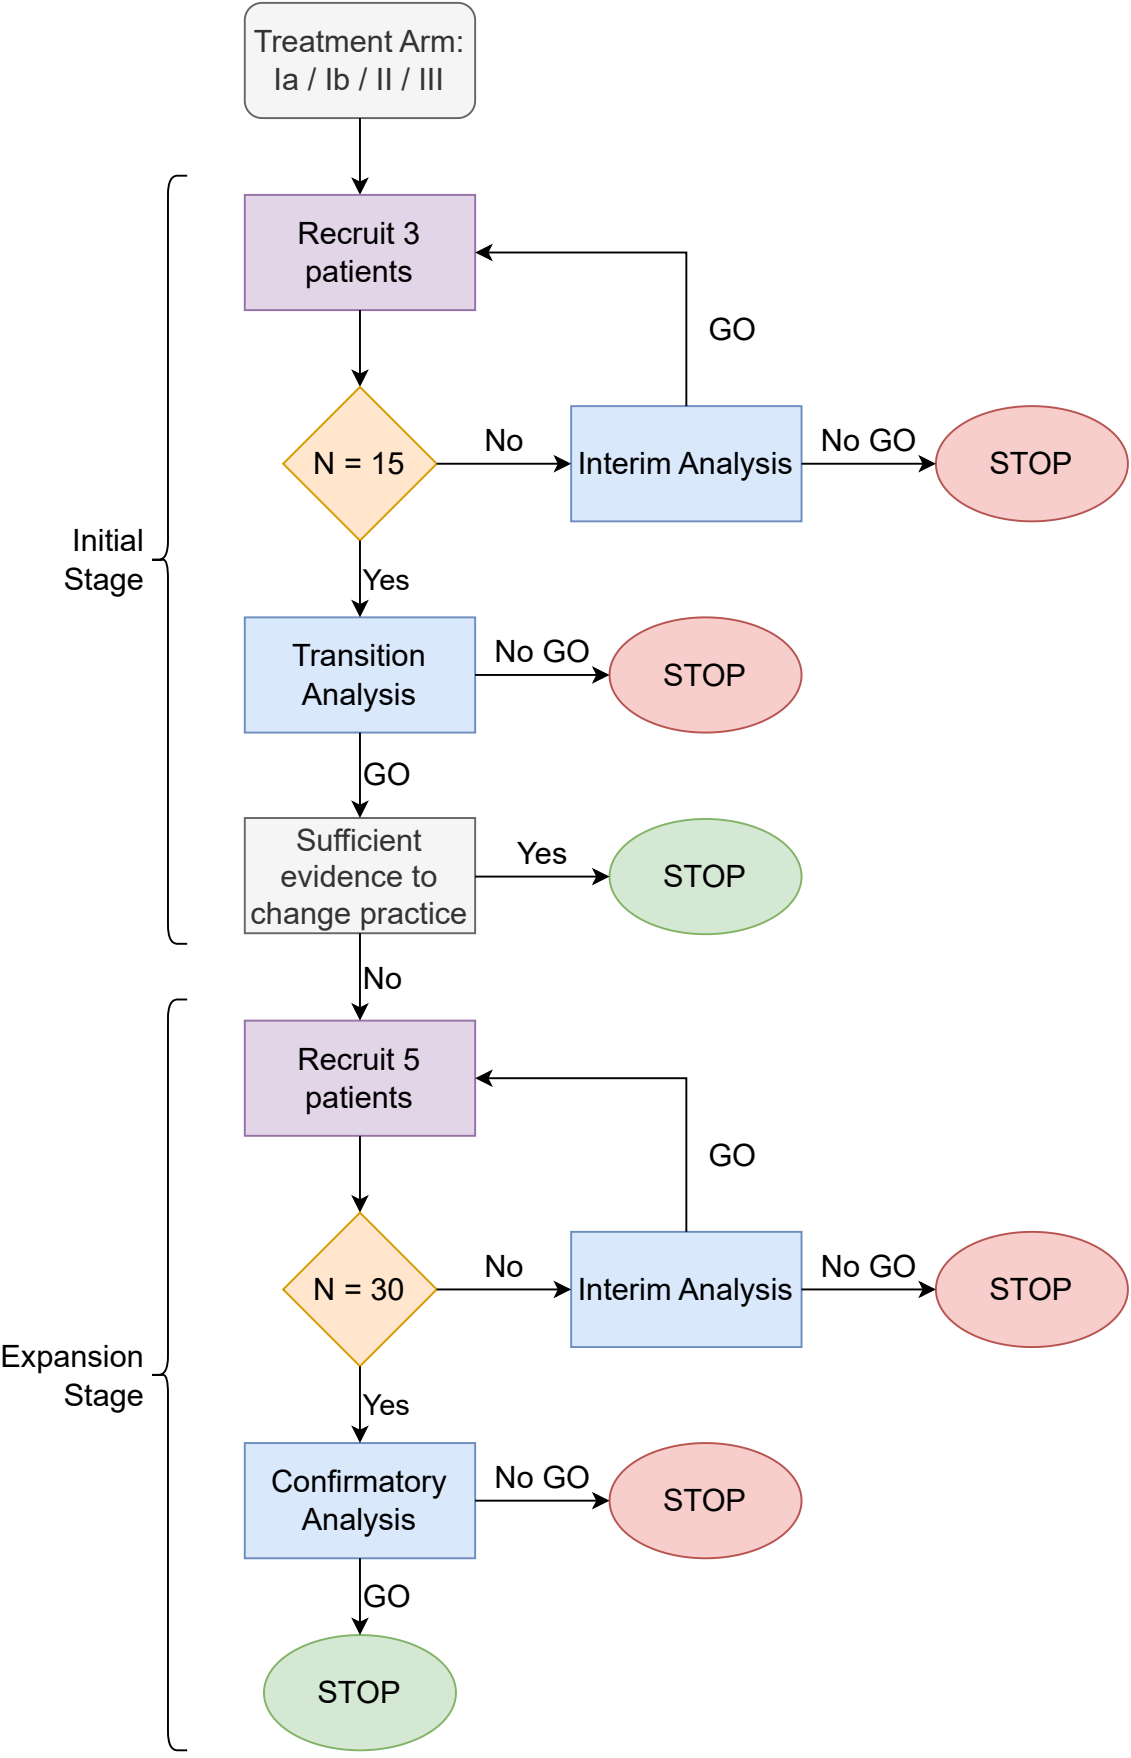 Treatment Arm:
Ia / Ib / II / III
Recruit 3
patients
GO
N = 15
No
Interim Analysis
No GO
STOP
Initial
Stage
Yes
Transition
Analysis
No GO
STOP
GO
Sufficient
evidence to
change practice
Yes
STOP
No
Recruit 5
patients
GO
N = 30
No
Interim Analysis
No GO
STOP
Expansion
Stage
Yes
Confirmatory
Analysis
No GO
STOP
GO
STOP